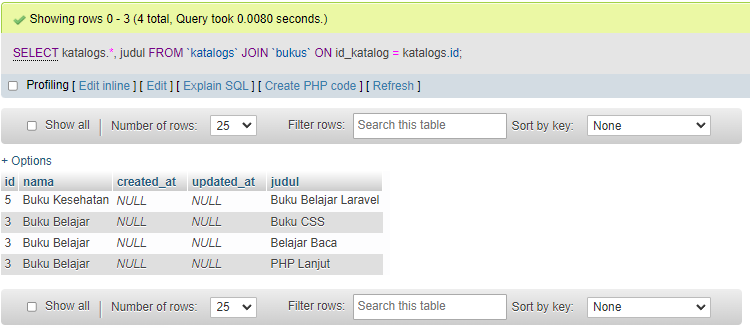 Showing rows 0 - 3 (4 total, Query took 0.0080 seconds.)
SELECT katalogs.*, judul FROM `katalogs` JOIN `bukus` ON id_katalog = katalogs.id;
Profiling [ Edit inline ] [ Edit ] [ Explain SQL ] [ Create PHP code ] [ Refresh ]
Show all | Number of rows: 25 Filter rows: Search this table Sort by key: None
+ Options
id nama created_at updated_at judul
5 Buku Kesehatan NULL NULL Buku Belajar Laravel
3 Buku Belajar NULL NULL Buku CSS
3 Buku Belajar NULL NULL Belajar Baca
3 Buku Belajar NULL NULL PHP Lanjut
Show all | Number of rows: 25 Filter rows: Search this table Sort by key: None